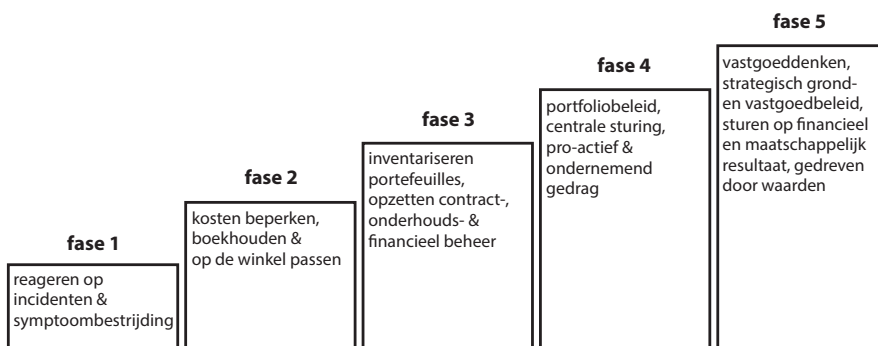 fase 1
reageren op
incidenten &
symptoombestrijding
fase 2
kosten beperken,
boekhouden &
op de winkel passen
fase 3
inventariseren
portefeuilles,
opzetten contract-,
onderhouds- &
financieel beheer
fase 4
portfoliobeleid,
centrale sturing,
pro-actief &
ondernemend
gedrag
fase 5
vastgoeddenken,
strategisch grond-
en vastgoedbeleid,
sturen op financieel
en maatschappelijk
resultaat, gedreven
door waarden